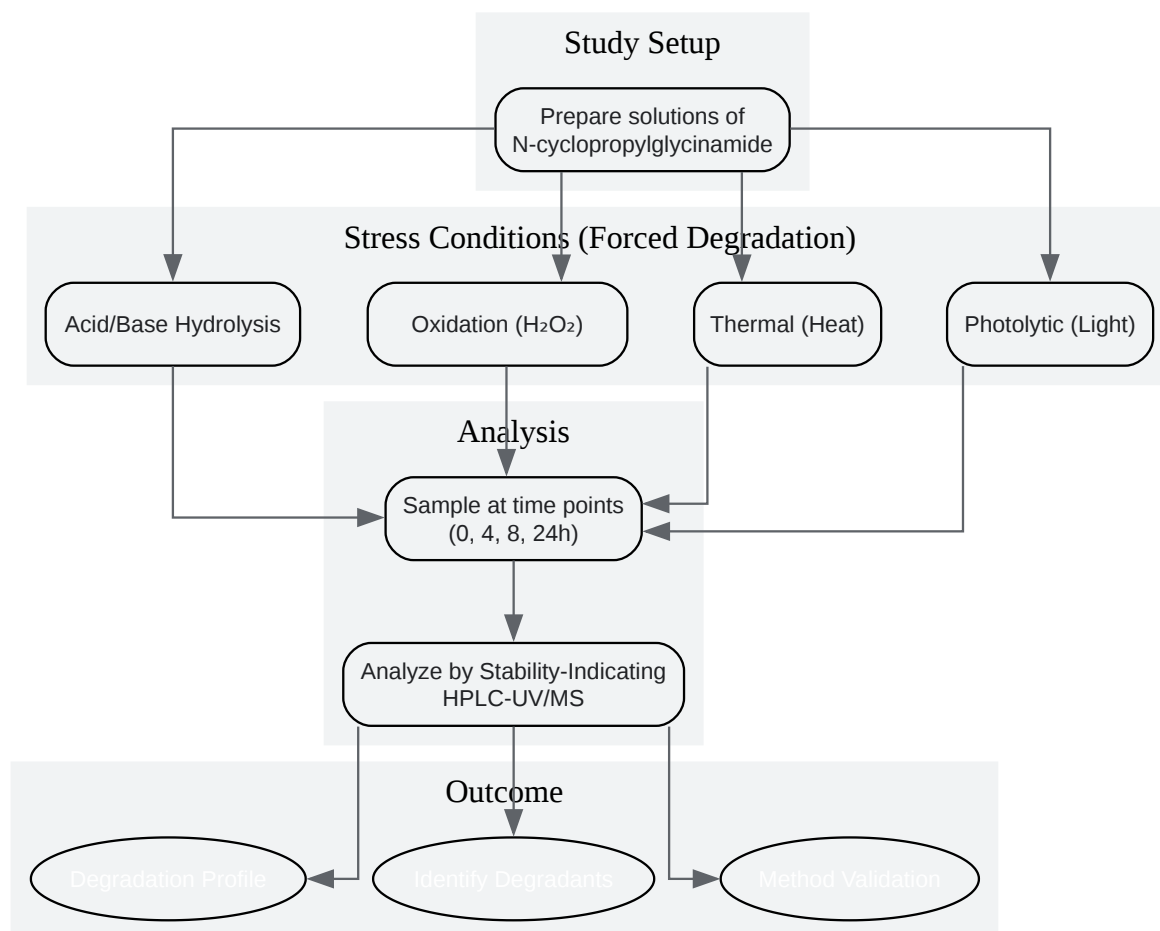 Study Setup
Prepare solutions of
N-cyclopropylglycinamide
Stress Conditions (Forced Degradation)
Acid/Base Hydrolysis
Oxidation (H₂O₂)
Thermal (Heat)
Photolytic (Light)
Analysis
Sample at time points
(0, 4, 8, 24h)
Analyze by Stability-Indicating
HPLC-UV/MS
Outcome
Degradation Profile
Identify Degradants
Method Validation